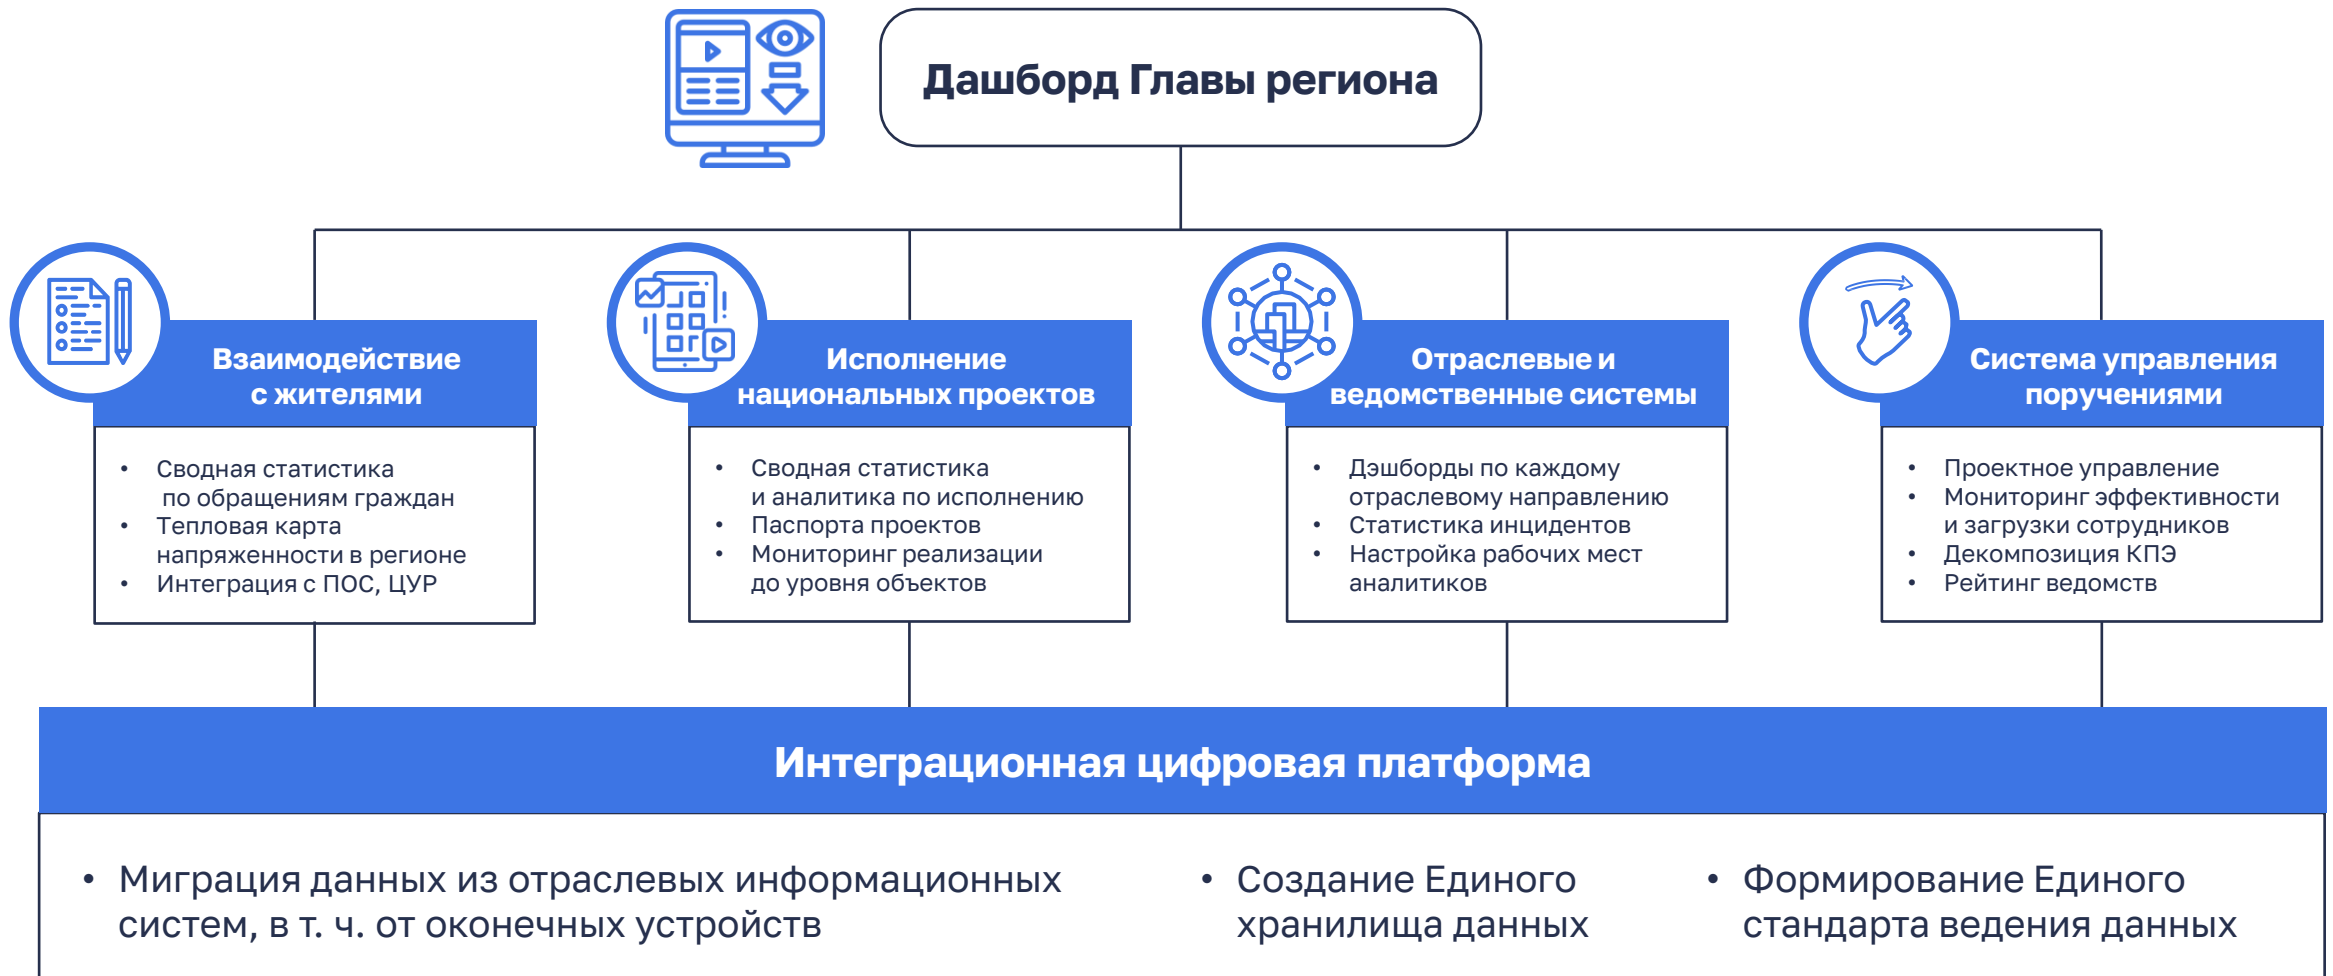 Дашборд Главы региона
Взаимодействие
с жителями
• Сводная статистика
по обращениям граждан
• Тепловая карта
напряженности в регионе
• Интеграция с ПОС, ЦУР
Исполнение
национальных проектов
• Сводная статистика
и аналитика по исполнению
• Паспорта проектов
• Мониторинг реализации
до уровня объектов
Отраслевые и
ведомственные системы
• Дэшборды по каждому
отраслевому направлению
• Статистика инцидентов
• Настройка рабочих мест
аналитиков
Система управления
поручениями
• Проектное управление
• Мониторинг эффективности
и загрузки сотрудников
• Декомпозиция КПЭ
• Рейтинг ведомств
Интеграционная цифровая платформа
• Миграция данных из отраслевых информационных
систем, в т. ч. от оконечных устройств
• Создание Единого
хранилища данных
• Формирование Единого
стандарта ведения данных